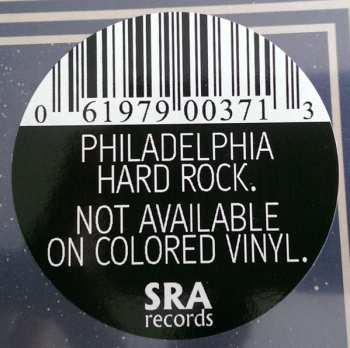 0 61979 00371 3
PHILADELPHIA
HARD ROCK.
NOT AVAILABLE
ON COLORED VINYL.
SRA
records